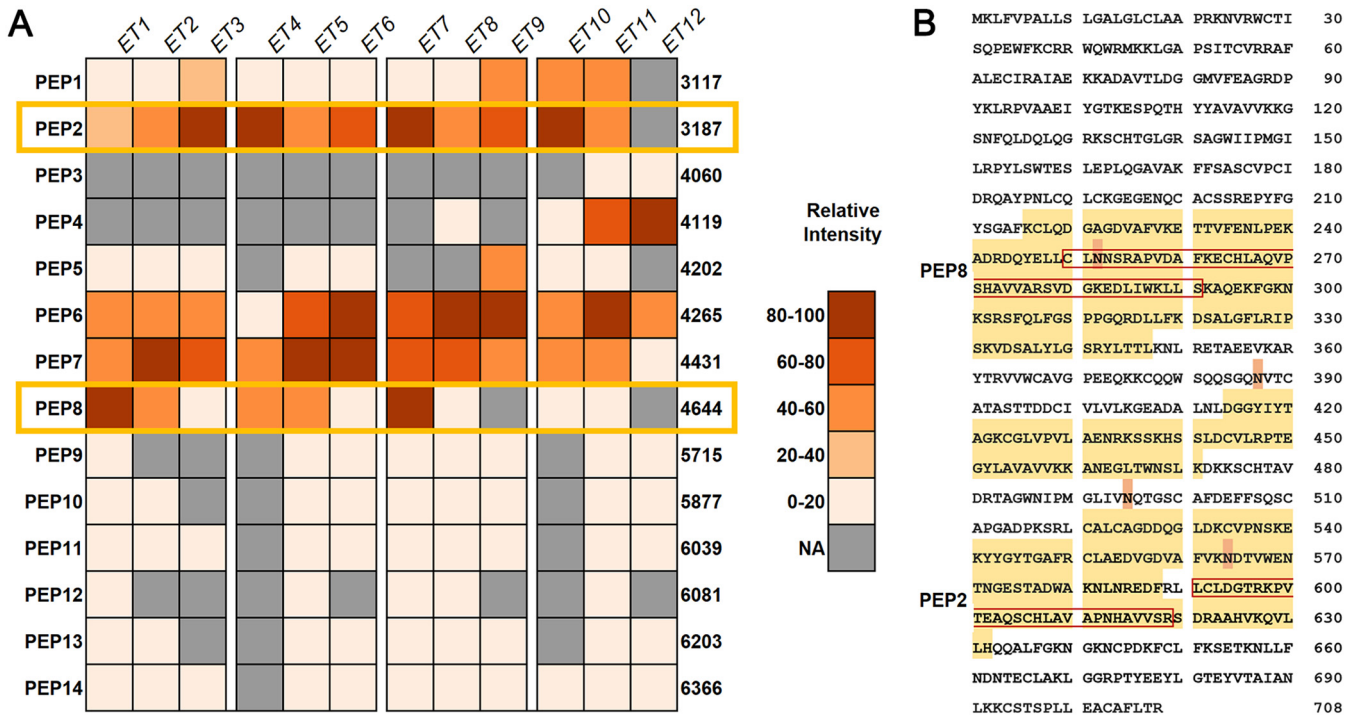 A
ET1 ET2 ET3 ET4 ET5 ET6 ET7 ET8 ET9 ET10 ET11 ET12
PEP1 3117
PEP2 3187
PEP3 4060
PEP4 4119
PEP5 4202
PEP6 4265
PEP7 4431
PEP8 4644
PEP9 5715
PEP10 5877
PEP11 6039
PEP12 6081
PEP13 6203
PEP14 6366
Relative
Intensity
80-100
60-80
40-60
20-40
0-20
NA
B
MKLFVPALLS LGALGLCLAA PRKNVRWCTI 30
SQPEWFKCRR WQWRMKKLGA PSITCVRRAF 60
ALECIRAIAE KKADAVTLDG GMVFEAGRDP 90
YKLRPVAAEI YGTKESPQTH YYAVAVVKKG 120
SNFQLDQLQG RKSCHTGLGR SAGWIIPMGI 150
LRPYLSWTES LEPLQGAVAK FFSASCVPCI 180
DRQAYPNLCQ LCKGEGENQC ACSSREPYFG 210
YSGAFKCLQD GAGDVAFVKE TTVFENLPEK 240
PEP8 ADRDQYELLC LNNSRAPVDA FKECHLAQVP 270
SHAVVARSVD GKEDLIWKLL SKAQEKFGKN 300
KSRSFQLFGS PPGQRDLLFK DSALGFLRIP 330
SKVDSALYLG SRYLTTLKNL RETAEEVKAR 360
YTRVVWCAVG PEEQKKCQQW SQQSGQNVTC 390
ATASTTDDCI VLVLKGEADA LNLDGGYIYT 420
AGKCGLVPVL AENRKSSKHS SLDCVLRPTE 450
GYLAVAVVKK ANEGLTWNSL KDKKSCHTAV 480
DRTAGWNIPM GLIVNQTGSC AFDEFFSQSC 510
APGADPKSRL CALCAGDDQG LDKCVPNSKE 540
KYYGYTGAFR CLAEDVGDVA FVKNDTVWEN 570
PEP2 TNGESTADWA KNLNREDFRL LCLDGTRKPV 600
TEAQSCHLAV APNHAVVSRS DRAAHVKQVL 630
LHQQALFGKN GKNCPDKFCL FKSETKNLLF 660
NDNTECLAKL GGRPTYEEYL GTEYVTAIAN 690
LKKCSTSPLL EACAFLTR 708